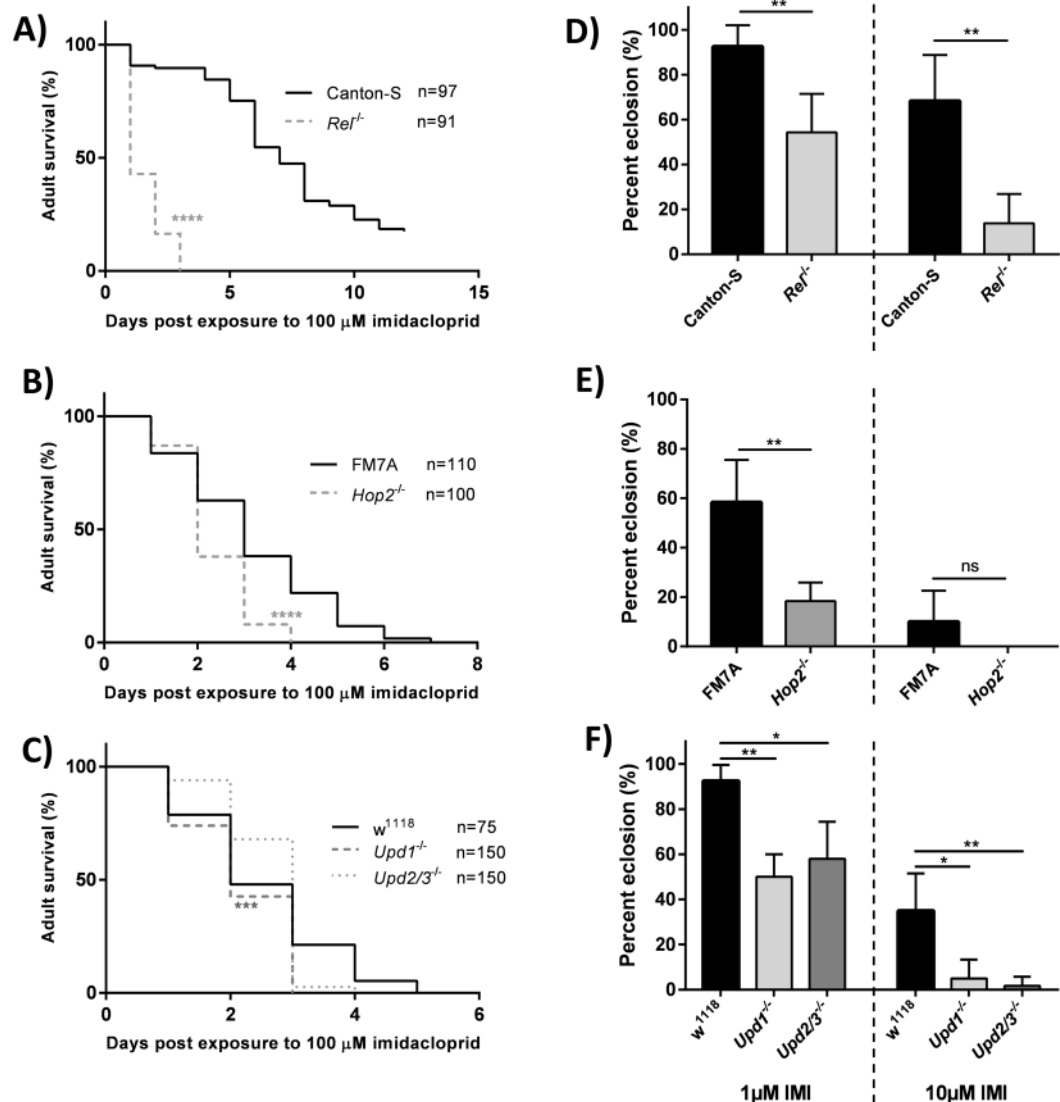 A)
Adult survival (%)
100
50
0
Canton-S n=97
Rel-/- n=91
****
0 5 10 15
Days post exposure to 100 µM imidacloprid
B)
Adult survival (%)
100
50
0
FM7A n=110
Hop2-/- n=100
****
0 2 4 6 8
Days post exposure to 100 µM imidacloprid
C)
Adult survival (%)
100
50
0
w1118 n=75
Upd1-/- n=150
Upd2/3-/- n=150
***
0 2 4 6
Days post exposure to 100 µM imidacloprid
D)
Percent eclosion (%)
100
80
60
40
20
0
**
**
Canton-S Rel-/- Canton-S Rel-/-
E)
Percent eclosion (%)
100
80
60
40
20
0
**
ns
FM7A Hop2-/- FM7A Hop2-/-
F)
Percent eclosion (%)
100
80
60
40
20
0
*
**
**
*
w1118 Upd1-/- Upd2/3-/- w1118 Upd1-/- Upd2/3-/-
1µM IMI 10µM IMI